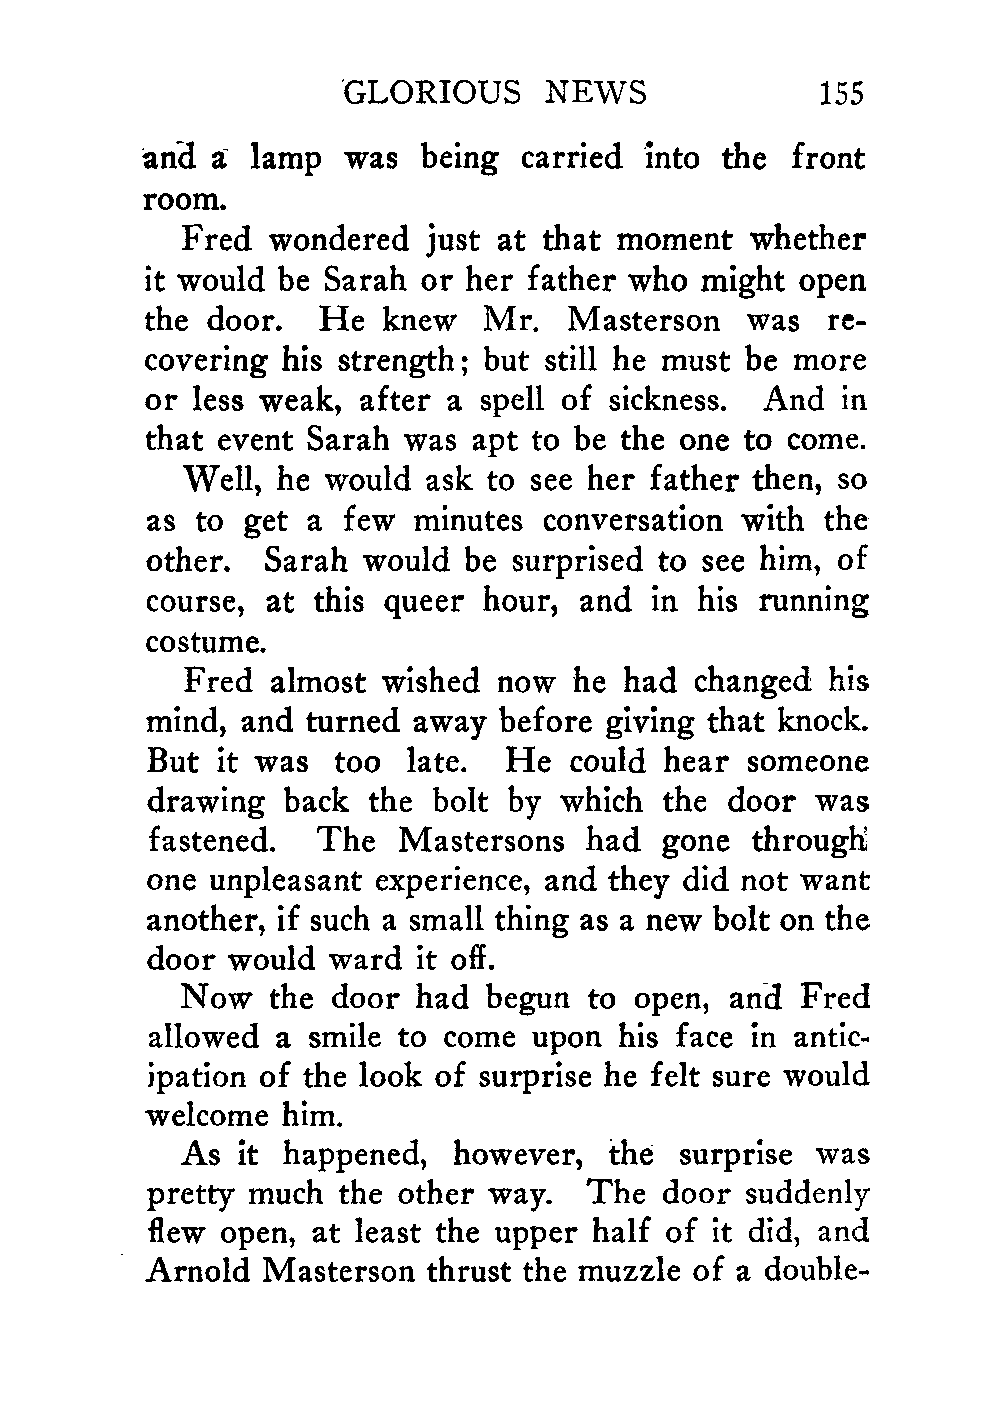 GLORIOUS NEWS 155
and a lamp was being carried into the front
room.
Fred wondered just at that moment whether
it would be Sarah or her father who might open
the door. He knew Mr. Masterson was re-
covering his strength; but still he must be more
or less weak, after a spell of sickness. And in
that event Sarah was apt to be the one to come.
Well, he would ask to see her father then, so
as to get a few minutes conversation with the
other. Sarah would be surprised to see him, of
course, at this queer hour, and in his running
costume.
Fred almost wished now he had changed his
mind, and turned away before giving that knock.
But it was too late. He could hear someone
drawing back the bolt by which the door was
fastened. The Mastersons had gone through
one unpleasant experience, and they did not want
another, if such a small thing as a new bolt on the
door would ward it off.
Now the door had begun to open, and Fred
allowed a smile to come upon his face in antic-
ipation of the look of surprise he felt sure would
welcome him.
As it happened, however, the surprise was
pretty much the other way. The door suddenly
flew open, at least the upper half of it did, and
Arnold Masterson thrust the muzzle of a double-